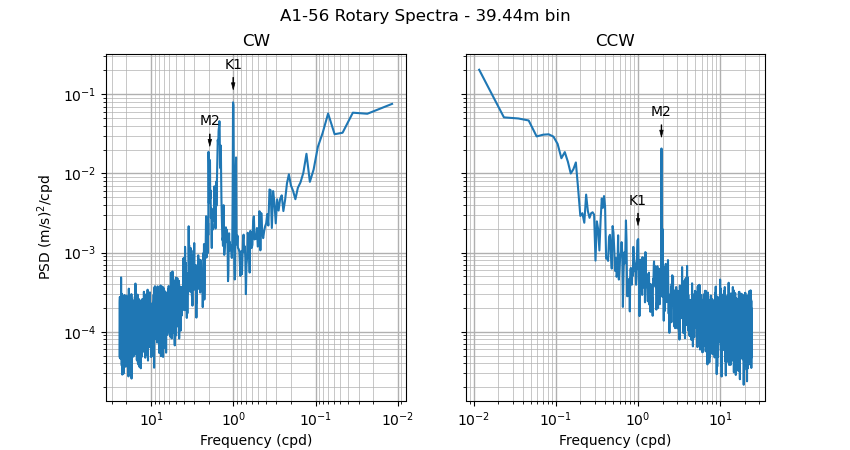 A1-56 Rotary Spectra - 39.44m bin
CW
CCW
K1
M2
M2
K1
PSD (m/s)²/cpd
10⁻¹
10⁻²
10⁻³
10⁻⁴
10¹
10⁰
10⁻¹
10⁻²
10⁻²
10⁻¹
10⁰
10¹
Frequency (cpd)
Frequency (cpd)